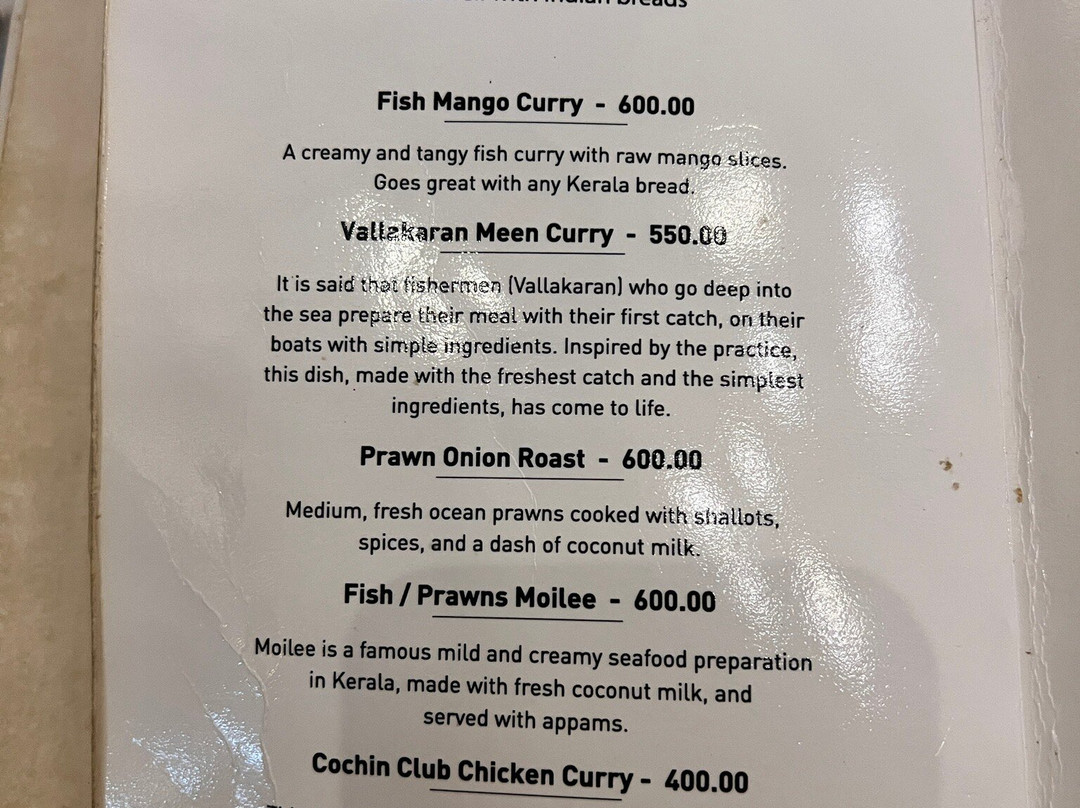 with Indian breads
Fish Mango Curry - 600.00
A creamy and tangy fish curry with raw mango slices.
Goes great with any Kerala bread.
Vallakaran Meen Curry - 550.00
It is said that fishermen (Vallakaran) who go deep into
the sea prepare their meal with their first catch, on their
boats with simple ingredients. Inspired by the practice,
this dish, made with the freshest catch and the simplest
ingredients, has come to life.
Prawn Onion Roast - 600.00
Medium, fresh ocean prawns cooked with shallots,
spices, and a dash of coconut milk.
Fish / Prawns Moilee - 600.00
Moilee is a famous mild and creamy seafood preparation
in Kerala, made with fresh coconut milk, and
served with appams.
Cochin Club Chicken Curry - 400.00